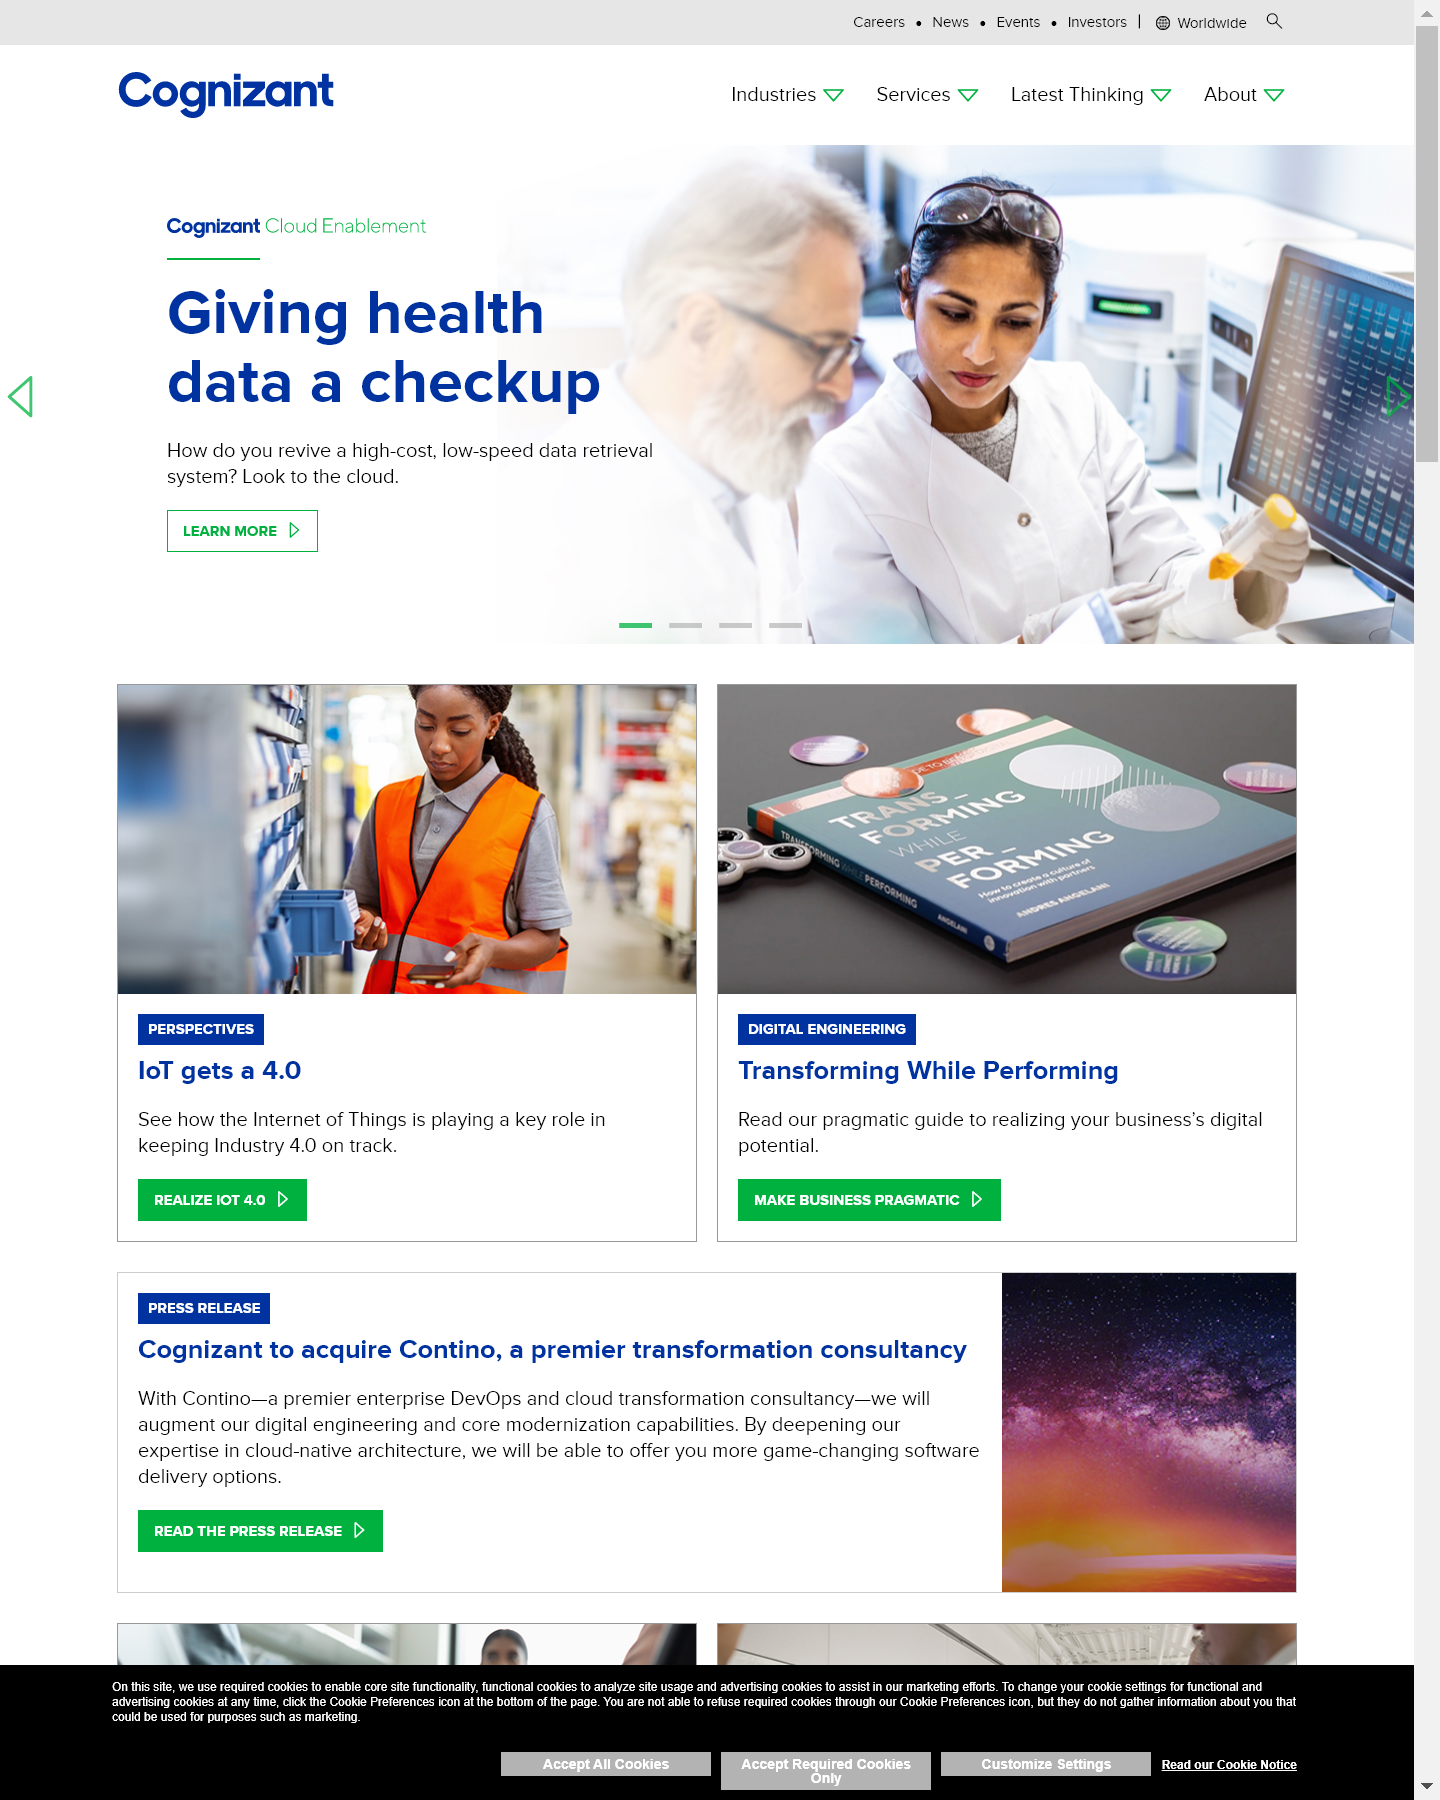 Careers • News • Events • Investors | Worldwide
Cognizant
Industries Services Latest Thinking About
Cognizant Cloud Enablement
Giving health
data a checkup
How do you revive a high-cost, low-speed data retrieval
system? Look to the cloud.
LEARN MORE
TRANS_
FORMING
WHILE
PER_
FORMING
How to create a culture of
innovation with partners
ANDRES ANGELANI
TRANSFORMING WHILE PERFORMING
ANGELANI
PERSPECTIVES
IoT gets a 4.0
See how the Internet of Things is playing a key role in
keeping Industry 4.0 on track.
REALIZE IOT 4.0
DIGITAL ENGINEERING
Transforming While Performing
Read our pragmatic guide to realizing your business’s digital
potential.
MAKE BUSINESS PRAGMATIC
PRESS RELEASE
Cognizant to acquire Contino, a premier transformation consultancy
With Contino—a premier enterprise DevOps and cloud transformation consultancy—we will
augment our digital engineering and core modernization capabilities. By deepening our
expertise in cloud-native architecture, we will be able to offer you more game-changing software
delivery options.
READ THE PRESS RELEASE
On this site, we use required cookies to enable core site functionality, functional cookies to analyze site usage and advertising cookies to assist in our marketing efforts. To change your cookie settings for functional and
advertising cookies at any time, click the Cookie Preferences icon at the bottom of the page. You are not able to refuse required cookies through our Cookie Preferences icon, but they do not gather information about you that
could be used for purposes such as marketing.
Accept All Cookies
Accept Required Cookies
Only
Customize Settings
Read our Cookie Notice